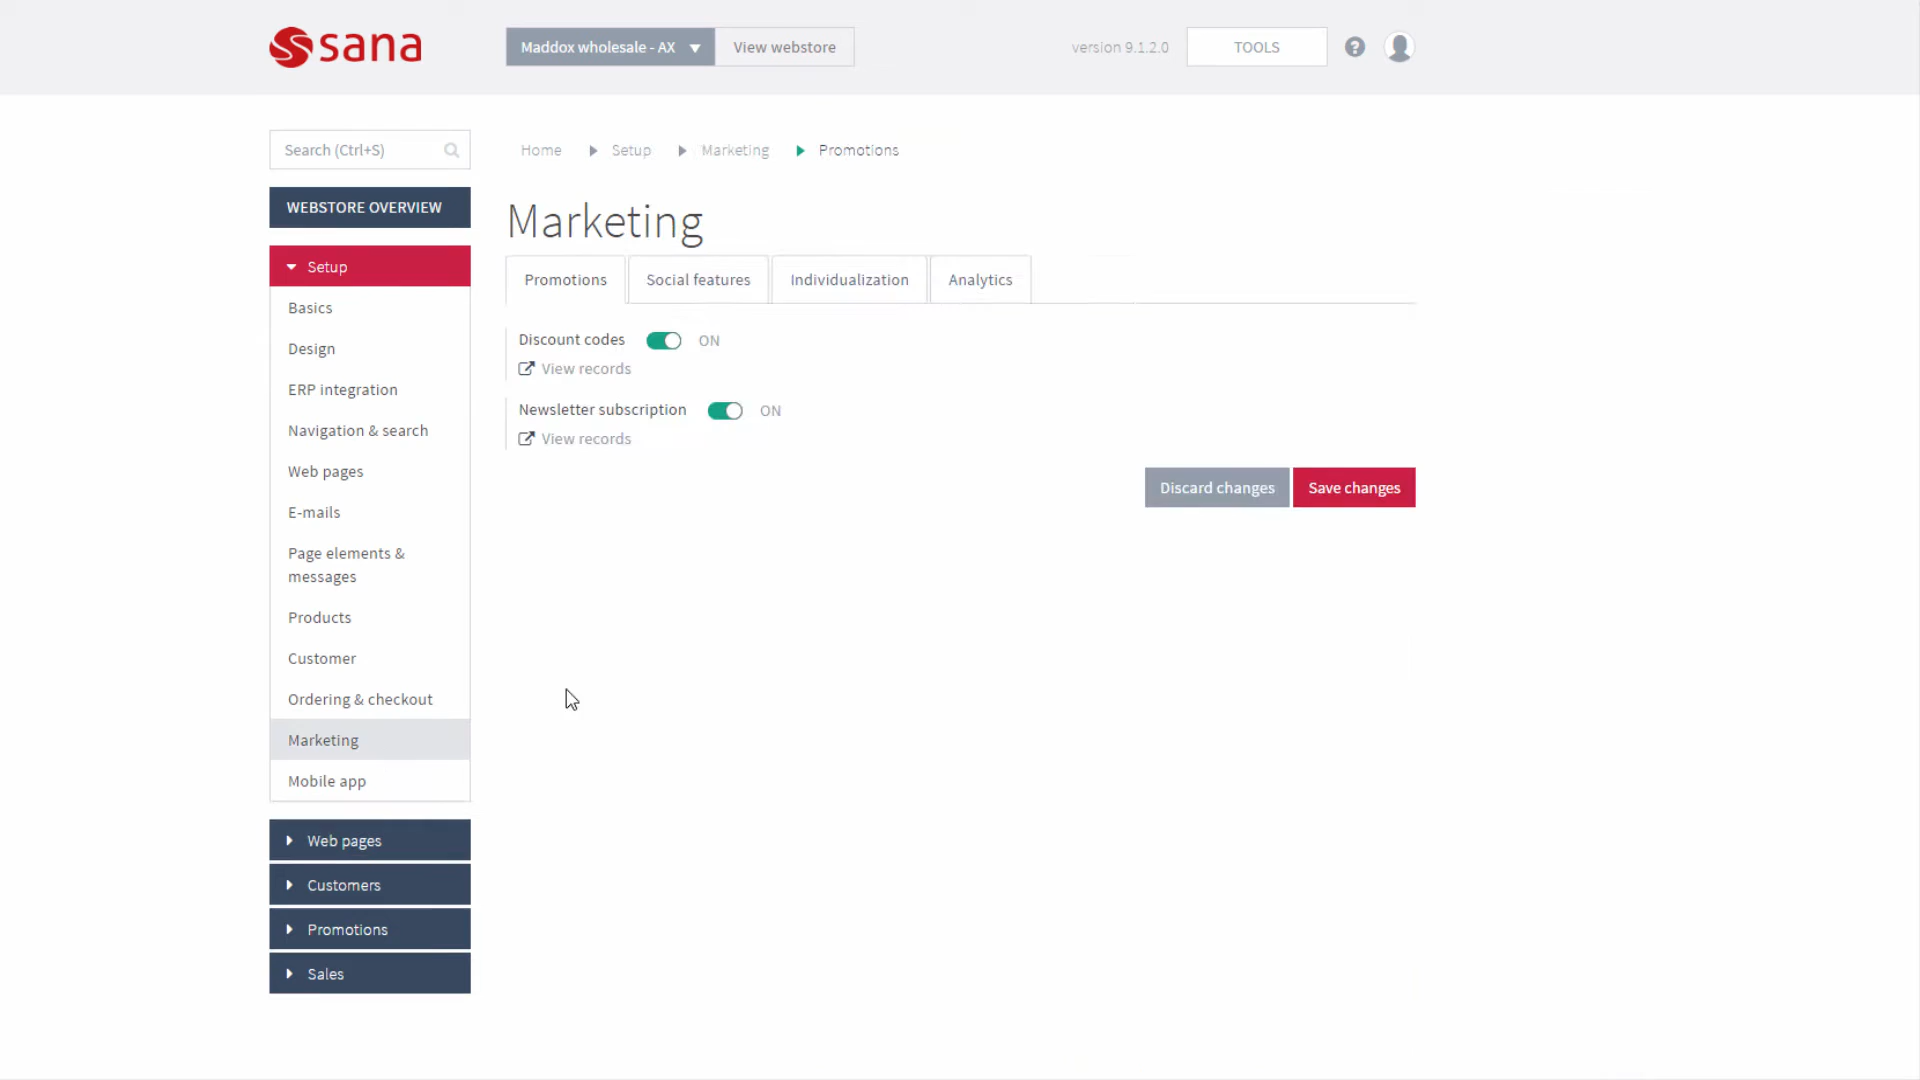 sana
Maddox wholesale - AX
View webstore
version 9.1.2.0
TOOLS
?
Search (Ctrl+S)
Home
Setup
Marketing
Promotions
WEBSTORE OVERVIEW
Marketing
Setup
Promotions
Social features
Individualization
Analytics
Basics
Design
ERP integration
Navigation & search
Web pages
E-mails
Page elements &
messages
Products
Customer
Ordering & checkout
Marketing
Mobile app
Discount codes
ON
View records
Newsletter subscription
ON
View records
Discard changes
Save changes
Web pages
Customers
Promotions
Sales